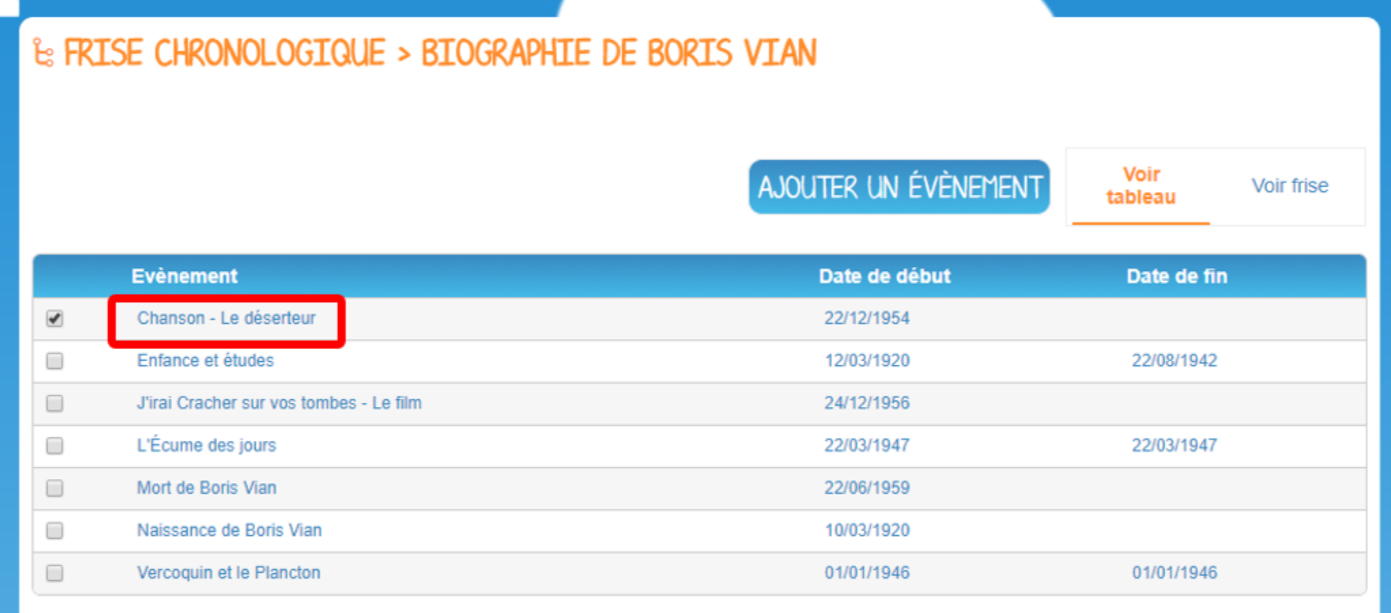 FRISE CHRONOLOGIQUE > BIOGRAPHIE DE BORIS VIAN
AJOUTER UN ÉVÈNEMENT
Voir
tableau
Voir frise
Evènement Date de début Date de fin
Chanson - Le déserteur 22/12/1954
Enfance et études 12/03/1920 22/08/1942
J'irai Cracher sur vos tombes - Le film 24/12/1956
L'Écume des jours 22/03/1947 22/03/1947
Mort de Boris Vian 22/06/1959
Naissance de Boris Vian 10/03/1920
Vercoquin et le Plancton 01/01/1946 01/01/1946